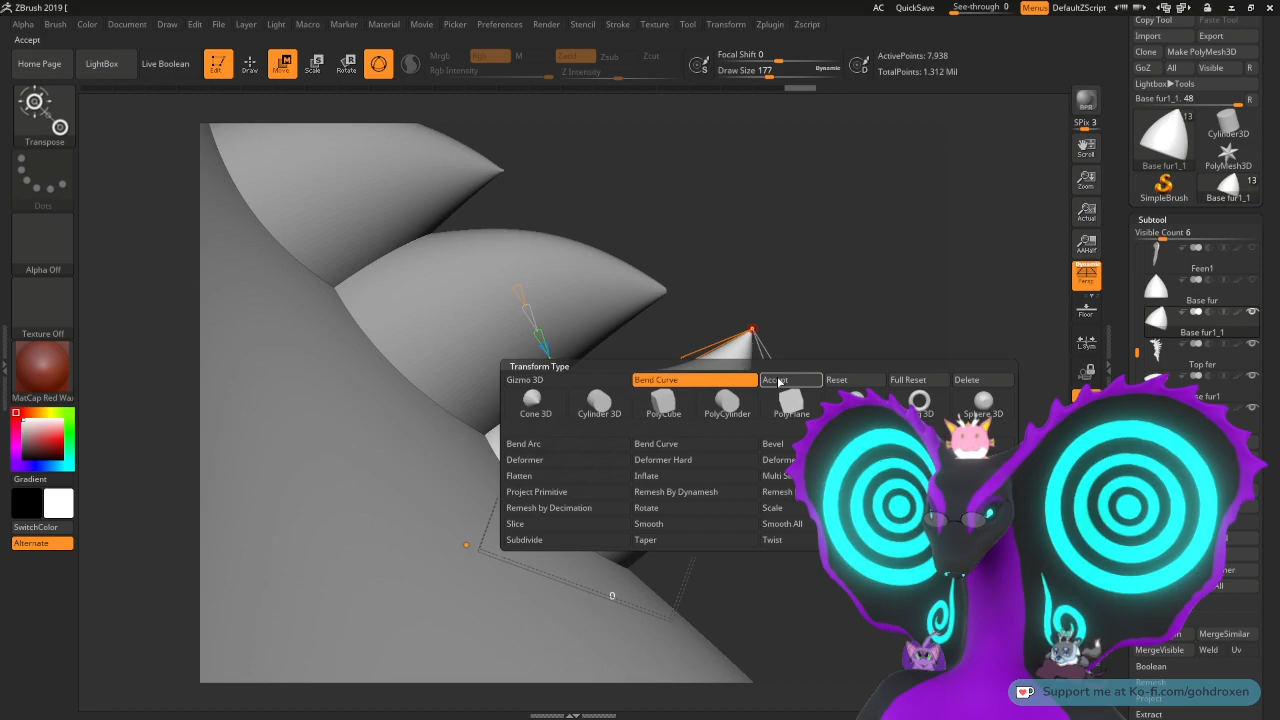 ZBrush 2019 [
AC QuickSave See-through 0 Menus DefaultZScript
Alpha Brush Color Document Draw Edit File Layer Light Macro Marker Material Movie Picker Preferences Render Stencil Stroke Texture Tool Transform Zplugin Zscript
Accept
Home Page LightBox Live Boolean Edit Draw Move Scale Rotate
Mrgb Rgb M Zadd Zsub Zcut
Rgb Intensity Z Intensity
Focal Shift 0
Draw Size 177 Dynamic
S
D
ActivePoints: 7,938
TotalPoints: 1.312 Mil
Transpose
Dots
Alpha Off
Texture Off
MatCap Red Wa
Gradient
SwitchColor
Alternate
Transform Type
Gizmo 3D Bend Curve Accept Reset Full Reset Delete
Cone 3D Cylinder 3D PolyCube PolyCylinder PolyPlane Sphere 3D
Bend Arc Bend Curve Bevel
Deformer Deformer Hard
Flatten Inflate
Project Primitive Remesh By Dynamesh Remesh
Remesh by Decimation Rotate Scale
Slice Smooth Smooth All
Subdivide Taper Twist
BPR
SPix 3
Scroll
Zoom
Actual
AAHalf
Dynamic
Persp
Floor
L.Sym
Copy Tool Paste Tool
Import Export
Clone Make PolyMesh3D
GoZ All Visible R
Lightbox▶Tools
Base fur1_1. 48 R
13
Cylinder3D
Base fur1_1 PolyMesh3D
13
SimpleBrush Base fur1_1
Subtool
Visible Count 6
Feen1
Base fur
Base fur1_1
Top fer
MergeSimilar
MergeVisible Weld Uv
Boolean
Remesh
Project
Extract
Support me at Ko-fi.com/gohdroxen